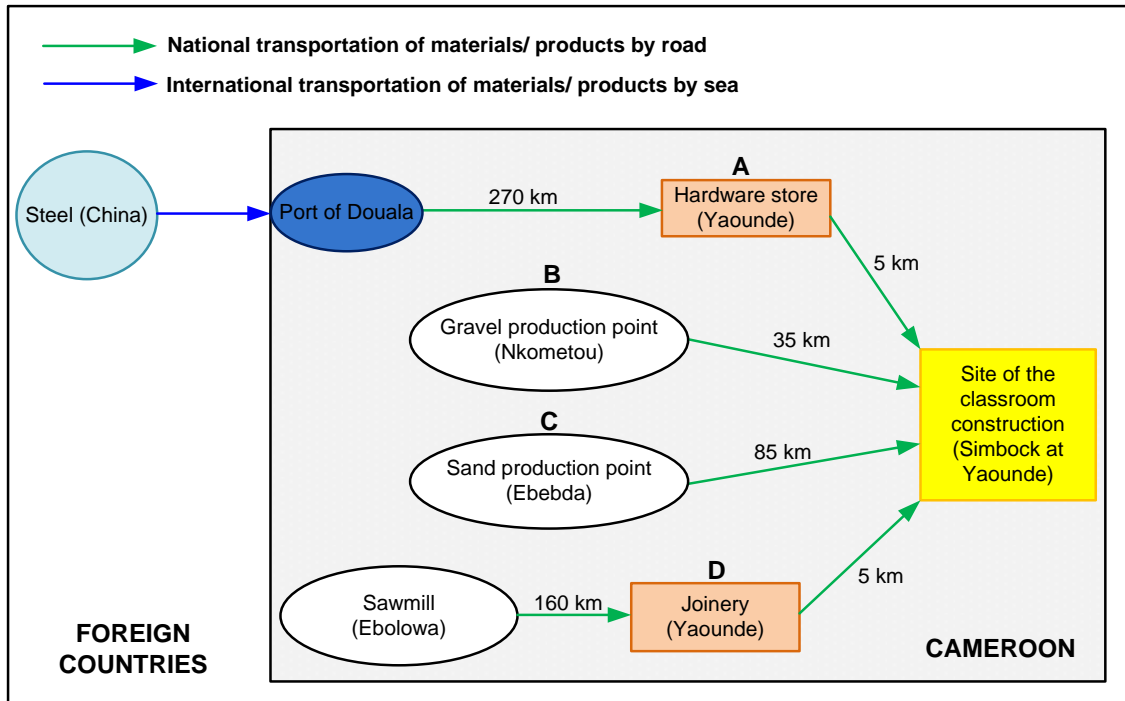 National transportation of materials/ products by road
International transportation of materials/ products by sea
Steel (China)
Port of Douala
270 km
A
Hardware store
(Yaounde)
5 km
B
Gravel production point
(Nkometou)
35 km
C
Sand production point
(Ebebda)
85 km
Site of the
classroom
construction
(Simbock at
Yaounde)
Sawmill
(Ebolowa)
160 km
D
Joinery
(Yaounde)
5 km
FOREIGN
COUNTRIES
CAMEROON